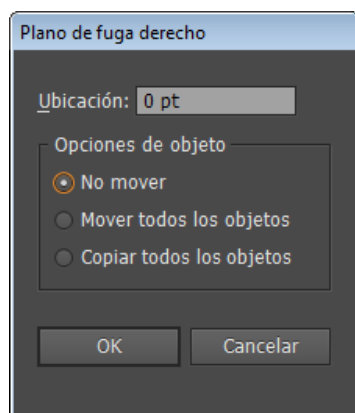 Plano de fuga derecho
Ubicación: 0 pt
Opciones de objeto
No mover
Mover todos los objetos
Copiar todos los objetos
OK Cancelar